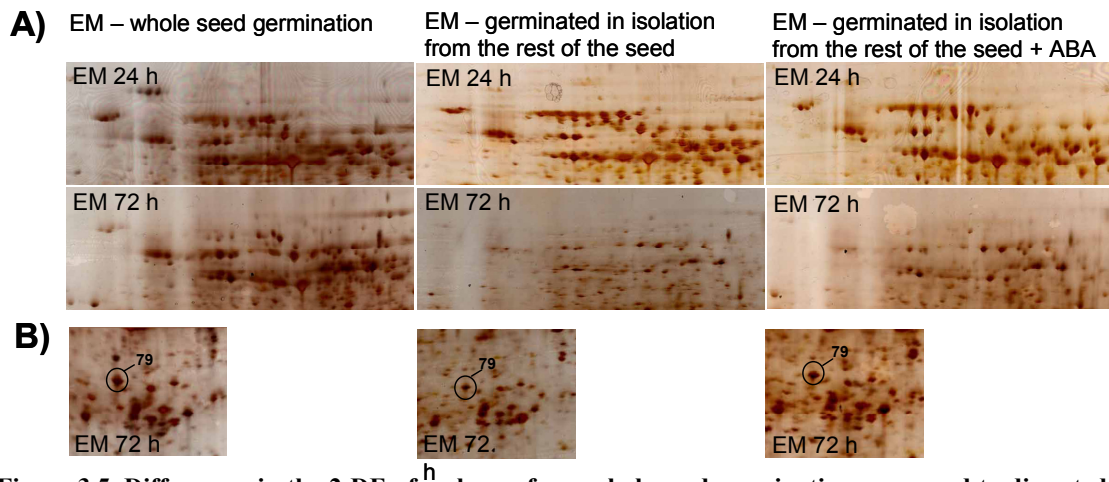 A)
EM – whole seed germination
EM – germinated in isolation
from the rest of the seed
EM – germinated in isolation
from the rest of the seed + ABA
EM 24 h
EM 24 h
EM 24 h
EM 72 h
EM 72 h
EM 72 h
B)
79
79
79
EM 72 h
EM 72.
h
EM 72 h